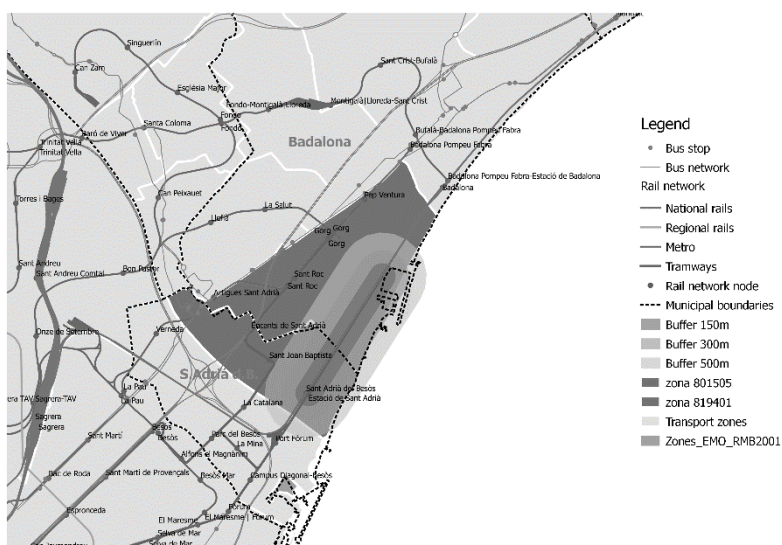 Singuerlín
Can Zam
Església Major
Sant Crist-Bufalà
Fondo-Montigalà|Lloreda
Montigalà|Lloreda-Sant Crist
Fondo
Fondo
Santa Coloma
Baró de Viver
Trinitat Vella
Trinitat Vella
Badalona
Bufalà-Badalona Pompeu Fabra
Badalona Pompeu Fabra
Badalona Pompeu Fabra-Estació de Badalona
Badalona
Pep Ventura
Can Peixauet
Torres i Bages
La Salut
Llefià
Gorg
Gorg
Gorg
Sant Roc
Sant Roc
Sant Andreu
Sant Andreu Comtal
Bon Pastor
Artigues Sant Adrià
Onze de Setembre
Verneda
Encants de Sant Adrià
Sant Joan Baptista
S.Adrià d B.
La Pau
La Pau
Sagrera-TAV
Sagrera
Sagrera
Sant Adrià del Besòs
Estació de Sant Adrià
La Catalana
Sant Martí
Besòs
Besòs
Parc del Besòs
La Mina
Port Fòrum
Alfons el Magnànim
Bac de Roda
Sant Martí de Provençals
Besòs Mar
Campus Diagonal-Besòs
Espronceda
Fòrum
El Maresme
El Maresme | Fòrum
Selva de Mar
Selva de Mar
Legend
Bus stop
Bus network
Rail network
National rails
Regional rails
Metro
Tramways
Rail network node
Municipal boundaries
Buffer 150m
Buffer 300m
Buffer 500m
zona 801505
zona 819401
Transport zones
Zones_EMO_RMB2001